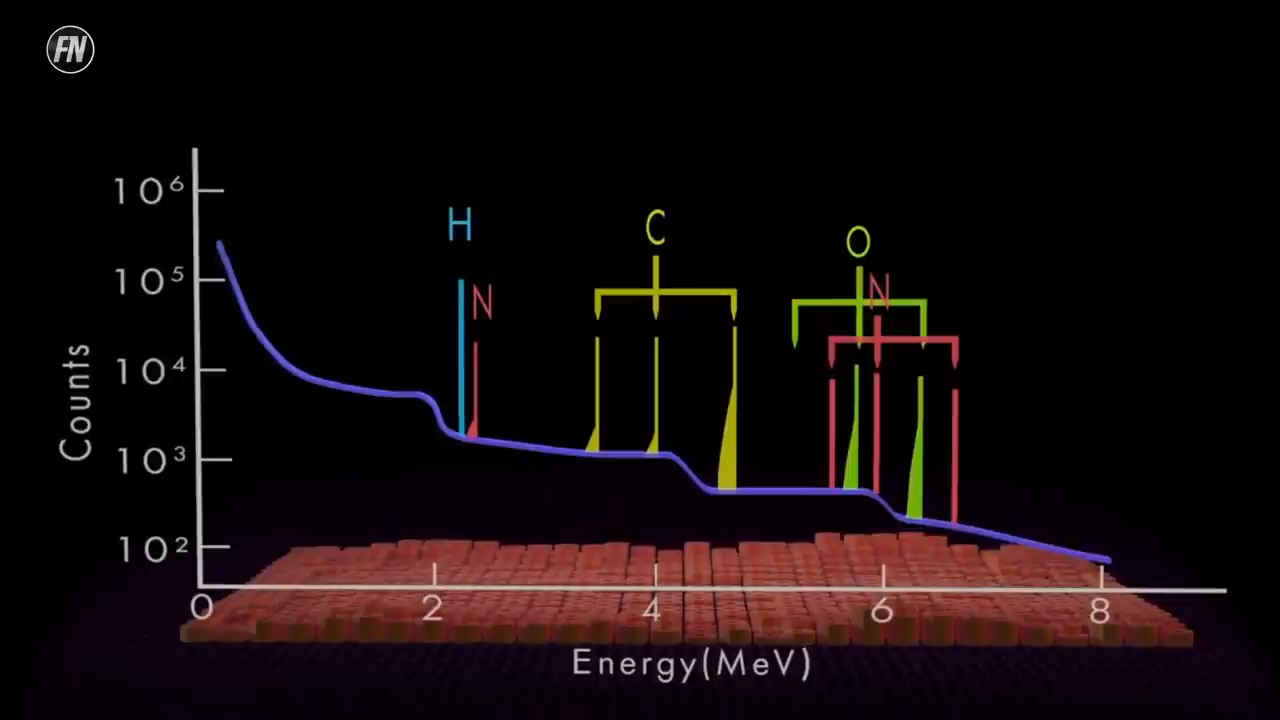 FN
10⁶
10⁵
10⁴
10³
10²
Counts
H
N
C
O
N
0 2 4 6 8
Energy(MeV)